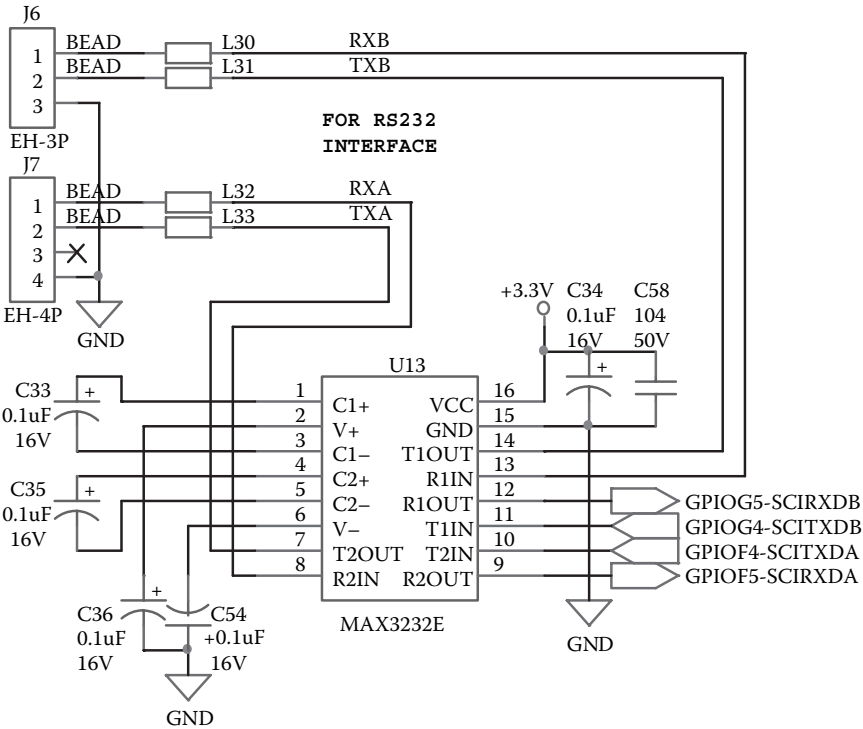 J6
1 BEAD L30 RXB
2 BEAD L31 TXB
3
EH-3P
FOR RS232
INTERFACE
J7
1 BEAD L32 RXA
2 BEAD L33 TXA
3
4
EH-4P
GND
+3.3V
C34
0.1uF
16V
+
C58
104
50V
U13
C33
0.1uF
16V
+
C35
0.1uF
16V
+
1 C1+ VCC 16
2 V+ GND 15
3 C1− T1OUT 14
4 C2+ R1IN 13
5 C2− R1OUT 12 GPIOG5-SCIRXDB
6 V− T1IN 11 GPIOG4-SCITXDB
7 T2OUT T2IN 10 GPIOF4-SCITXDA
8 R2IN R2OUT 9 GPIOF5-SCIRXDA
MAX3232E
C36
0.1uF
16V
+
C54
+0.1uF
16V
GND
GND